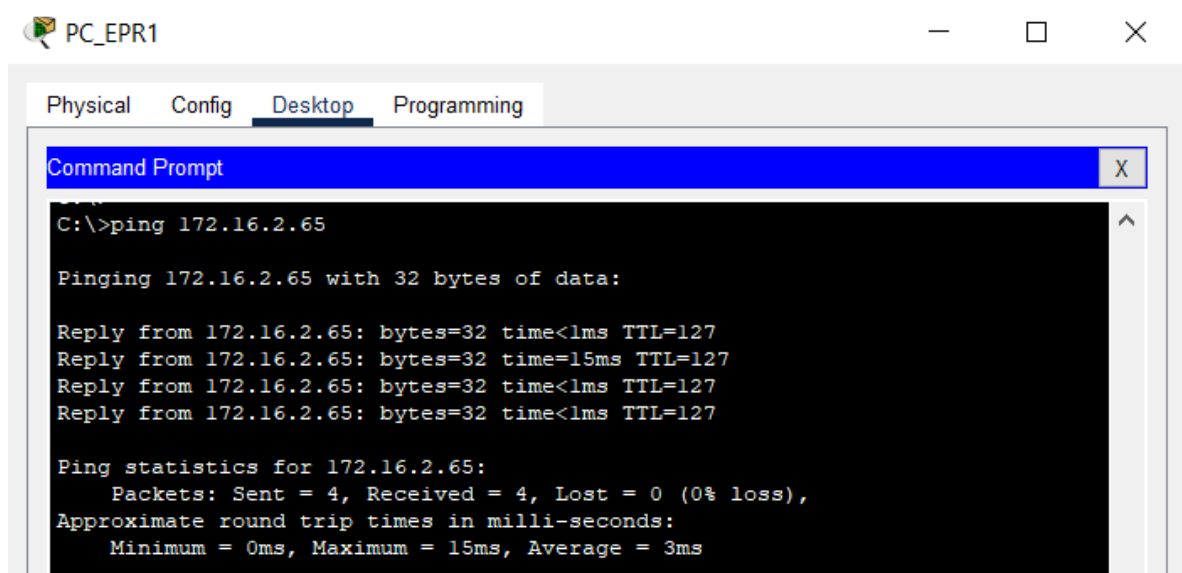 PC_EPR1
Physical Config Desktop Programming
Command Prompt
X
C:\>ping 172.16.2.65
Pinging 172.16.2.65 with 32 bytes of data:
Reply from 172.16.2.65: bytes=32 time<1ms TTL=127
Reply from 172.16.2.65: bytes=32 time=15ms TTL=127
Reply from 172.16.2.65: bytes=32 time<1ms TTL=127
Reply from 172.16.2.65: bytes=32 time<1ms TTL=127
Ping statistics for 172.16.2.65:
Packets: Sent = 4, Received = 4, Lost = 0 (0% loss),
Approximate round trip times in milli-seconds:
Minimum = 0ms, Maximum = 15ms, Average = 3ms